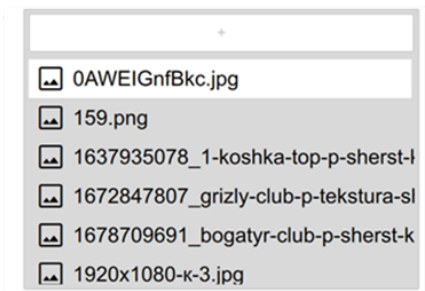 +
0AWEIGnfBkc.jpg
159.png
1637935078_1-koshka-top-p-sherst-k
1672847807_grizly-club-p-tekstura-sl
1678709691_bogatyr-club-p-sherst-k
1920x1080-к-3.jpg